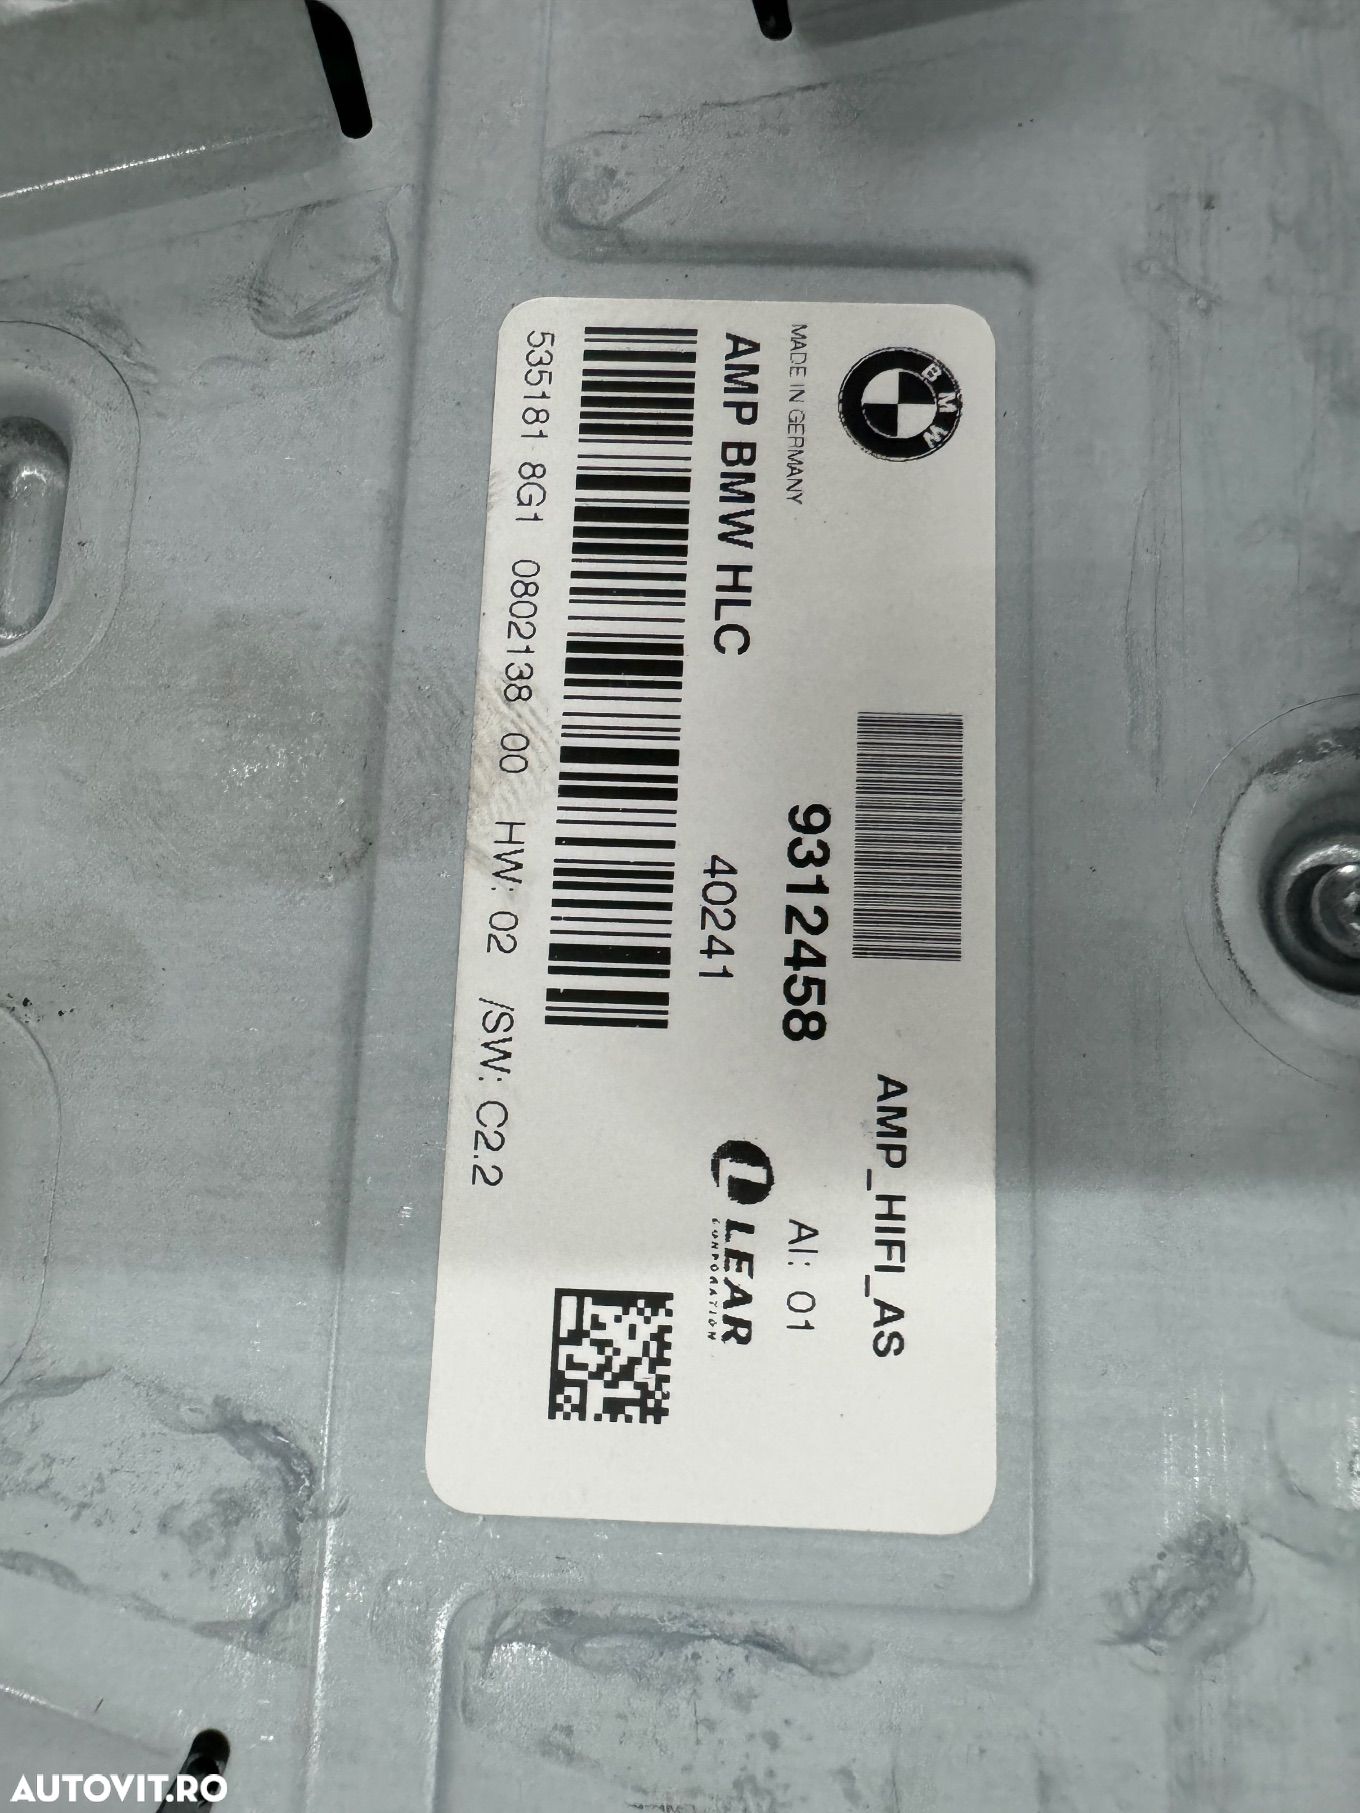 BMW
AMP_HIFI_AS
MADE IN GERMANY
9312458
AI: 01
AMP BMW HLC
40241
LEAR
CORPORATION
535181 8G1 0802138 00 HW: 02 /SW: C2.2
AUTOVIT.RO